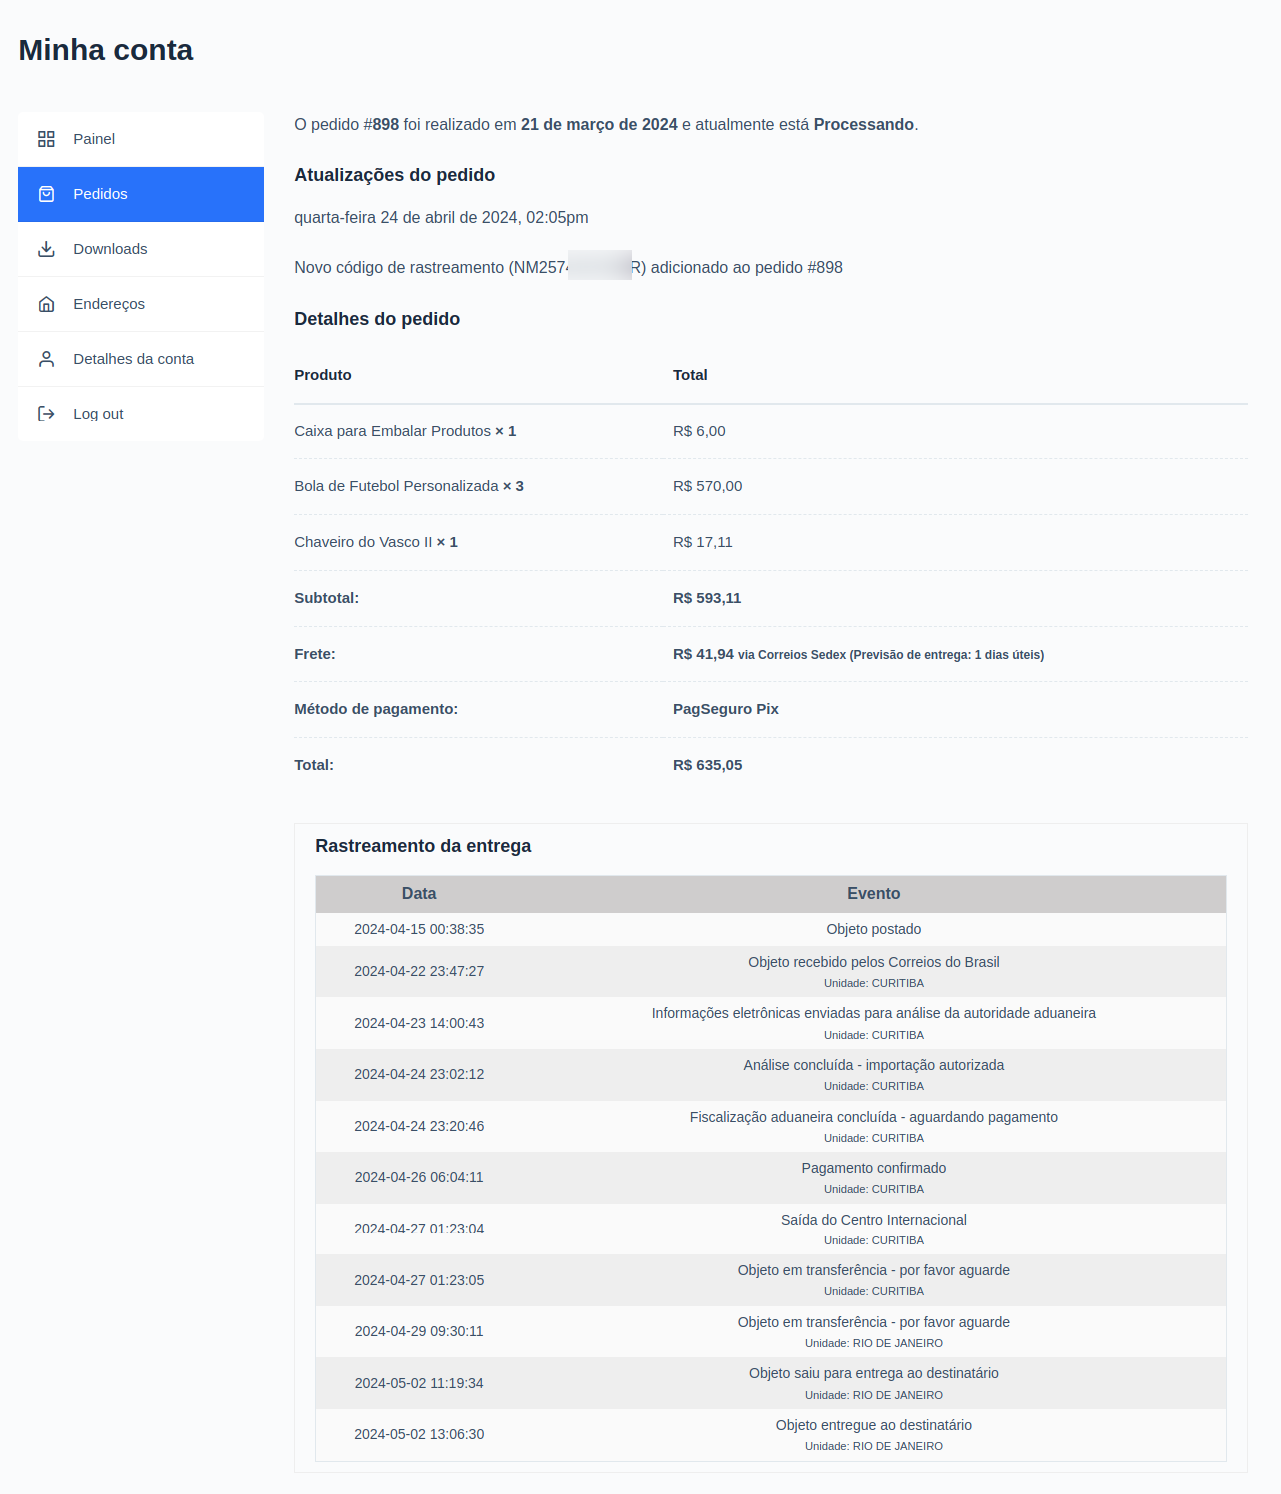 Minha conta
Painel
Pedidos
Downloads
Endereços
Detalhes da conta
Log out
O pedido #898 foi realizado em 21 de março de 2024 e atualmente está Processando.
Atualizações do pedido
quarta-feira 24 de abril de 2024, 02:05pm
Novo código de rastreamento (NM257 R) adicionado ao pedido #898
Detalhes do pedido
Produto Total
Caixa para Embalar Produtos × 1 R$ 6,00
Bola de Futebol Personalizada × 3 R$ 570,00
Chaveiro do Vasco II × 1 R$ 17,11
Subtotal: R$ 593,11
Frete: R$ 41,94 via Correios Sedex (Previsão de entrega: 1 dias úteis)
Método de pagamento: PagSeguro Pix
Total: R$ 635,05
Rastreamento da entrega
Data Evento
2024-04-15 00:38:35 Objeto postado
2024-04-22 23:47:27 Objeto recebido pelos Correios do Brasil
Unidade: CURITIBA
2024-04-23 14:00:43 Informações eletrônicas enviadas para análise da autoridade aduaneira
Unidade: CURITIBA
2024-04-24 23:02:12 Análise concluída - importação autorizada
Unidade: CURITIBA
2024-04-24 23:20:46 Fiscalização aduaneira concluída - aguardando pagamento
Unidade: CURITIBA
2024-04-26 06:04:11 Pagamento confirmado
Unidade: CURITIBA
2024-04-27 01:23:04 Saída do Centro Internacional
Unidade: CURITIBA
2024-04-27 01:23:05 Objeto em transferência - por favor aguarde
Unidade: CURITIBA
2024-04-29 09:30:11 Objeto em transferência - por favor aguarde
Unidade: RIO DE JANEIRO
2024-05-02 11:19:34 Objeto saiu para entrega ao destinatário
Unidade: RIO DE JANEIRO
2024-05-02 13:06:30 Objeto entregue ao destinatário
Unidade: RIO DE JANEIRO